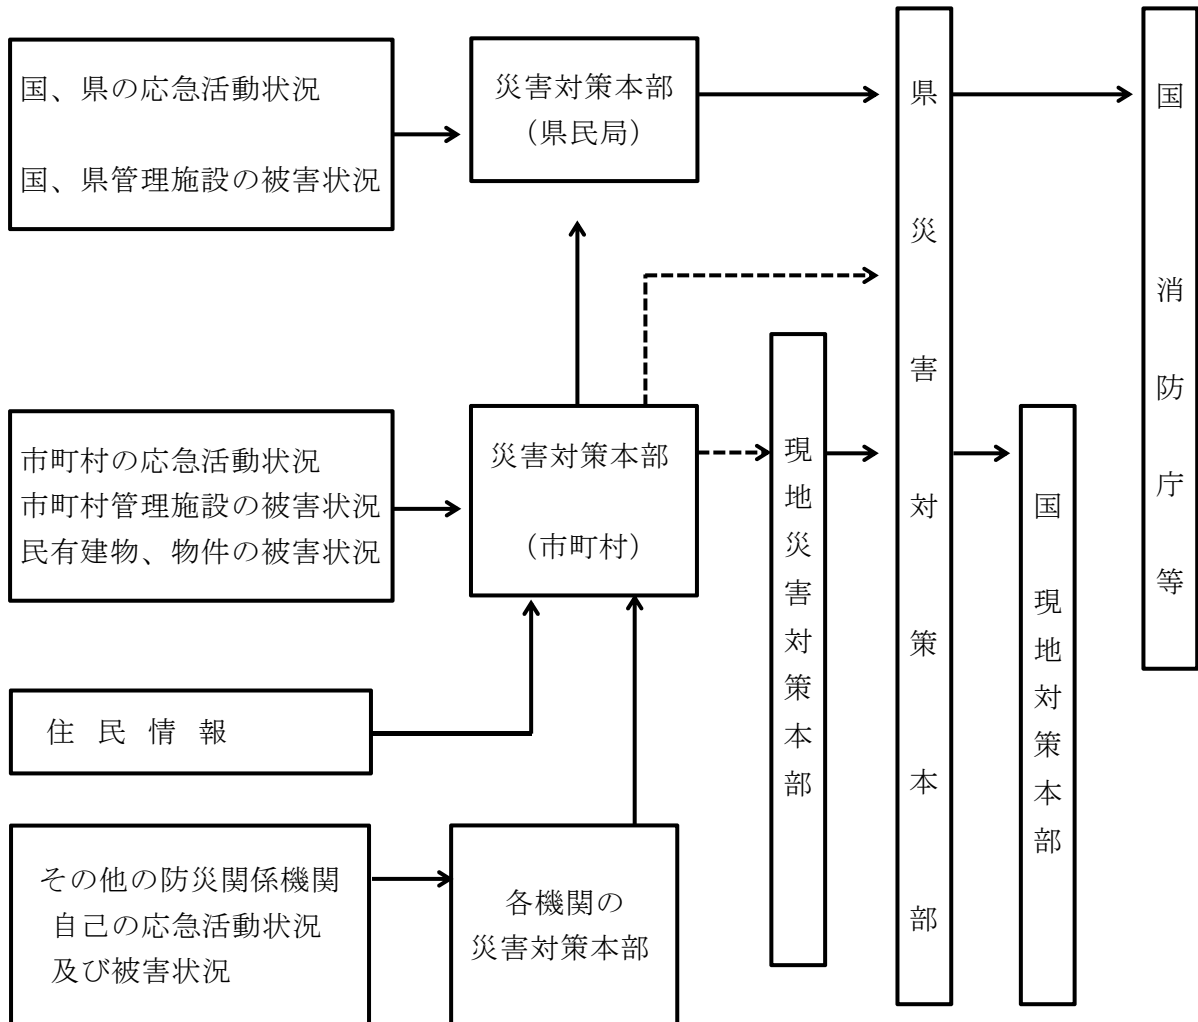 国、県の応急活動状況
国、県管理施設の被害状況
災害対策本部
（県民局）
県災害対策本部
国　消防庁等
市町村の応急活動状況
市町村管理施設の被害状況
民有建物、物件の被害状況
災害対策本部
（市町村）
現地災害対策本部
国　現地対策本部
住 民 情 報
その他の防災関係機関
自己の応急活動状況
及び被害状況
各機関の
災害対策本部